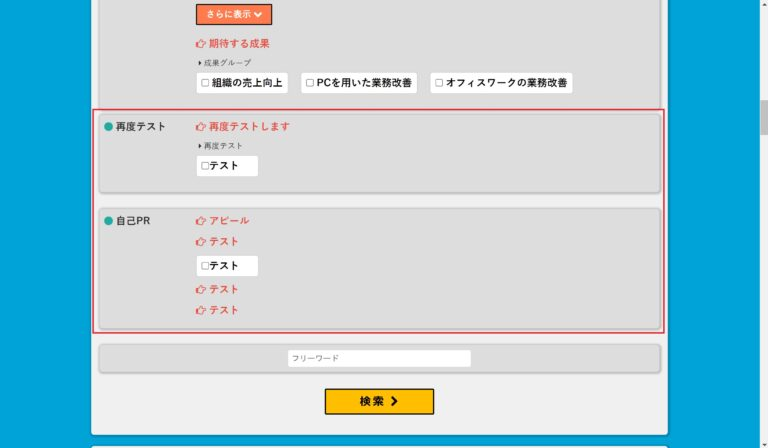 さらに表示
期待する成果
成果グループ
組織の売上向上 PCを用いた業務改善 オフィスワークの業務改善
再度テスト 再度テストします
再度テスト
テスト
自己PR アピール
テスト
テスト
テスト
テスト
フリーワード
検索